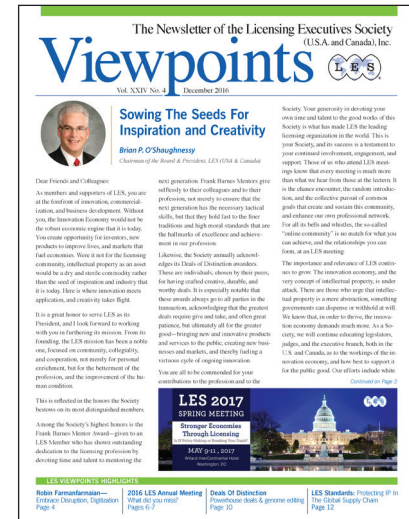 The Newsletter of the Licensing Executives Society
(U.S.A. and Canada), Inc.
Viewpoints
LES
Vol. XXIV No. 4 December 2016
Sowing The Seeds For
Inspiration and Creativity
Brian P. O'Shaughnessy
Chairman of the Board & President, LES (USA & Canada)
Dear Friends and Colleagues:
As members and supporters of LES, you are
at the forefront of innovation, commercial-
ization, and business development. Without
you, the Innovation Economy would not be
the robust economic engine that it is today.
You create opportunity for inventors, new
products to improve lives, and markets that
fuel economies. Were it not for the licensing
community, intellectual property as an asset
would be a dry and sterile commodity rather
than the seed of inspiration and industry that
it is today. Here is where innovation meets
application, and creativity takes flight.
It is a great honor to serve LES as its
President, and I look forward to working
with you in furthering its mission. From its
founding, the LES mission has been a noble
one, focused on community, collegiality,
and cooperation, not merely for personal
enrichment, but for the betterment of the
profession, and the improvement of the hu-
man condition.
This is reflected in the honors the Society
bestows on its most distinguished members.
Among the Society's highest honors is the
Frank Barnes Mentor Award—given to an
LES Member who has shown outstanding
dedication to the licensing profession by
devoting time and talent to mentoring the
next generation. Frank Barnes Mentors give
selflessly to their colleagues and to their
profession, not merely to ensure that the
next generation has the necessary tactical
skills, but that they hold fast to the finer
traditions and high moral standards that are
the hallmarks of excellence and achieve-
ment in our profession.
Likewise, the Society annually acknowl-
edges its Deals of Distinction awardees.
These are individuals, chosen by their peers,
for having crafted creative, durable, and
worthy deals. It is especially notable that
these awards always go to all parties in the
transaction, acknowledging that the greatest
deals require give and take, and often great
patience, but ultimately all for the greater
good—bringing new and innovative products
and services to the public, creating new busi-
nesses and markets, and thereby fueling a
virtuous cycle of ongoing innovation.
You are all to be commended for your
contributions to the profession and to the
Society. Your generosity in devoting your
own time and talent to the good works of this
Society is what has made LES the leading
licensing organization in the world. This is
your Society, and its success is a testament to
your continued involvement, engagement, and
support. Those of us who attend LES meet-
ings know that every meeting is much more
than what we hear from those at the lectern. It
is the chance encounter, the random introduc-
tion, and the collective pursuit of common
goals that create and sustain this community,
and enhance our own professional network.
For all its bells and whistles, the so-called
"online community" is no match for what you
can achieve, and the relationships you can
form, at an LES meeting.
The importance and relevance of LES contin-
ues to grow. The innovation economy, and the
very concept of intellectual property, is under
attack. There are those who urge that intellec-
tual property is a mere abstraction, something
governments can dispense or withhold at will.
We know that, in order to thrive, the innova-
tion economy demands much more. As a So-
ciety, we will continue educating legislators,
judges, and the executive branch, both in the
U.S. and Canada, as to the workings of the in-
novation economy, and how best to support it
for the public good. Our efforts include white
Continued on Page 2
LES 2017
SPRING MEETING
Stronger Economies
Through Licensing
Is IP Policy Making or Breaking Your Deals?
MAY 9-11, 2017
Willard InterContinental Hotel
Washington, DC
LES
LES VIEWPOINTS HIGHLIGHTS
Robin Farmanfarmaian—
Embrace Disruption, Digitization
Page 4
2016 LES Annual Meeting
What did you miss?
Pages 6-7
Deals Of Distinction
Powerhouse deals & genome editing
Page 10
LES Standards: Protecting IP In
The Global Supply Chain
Page 12